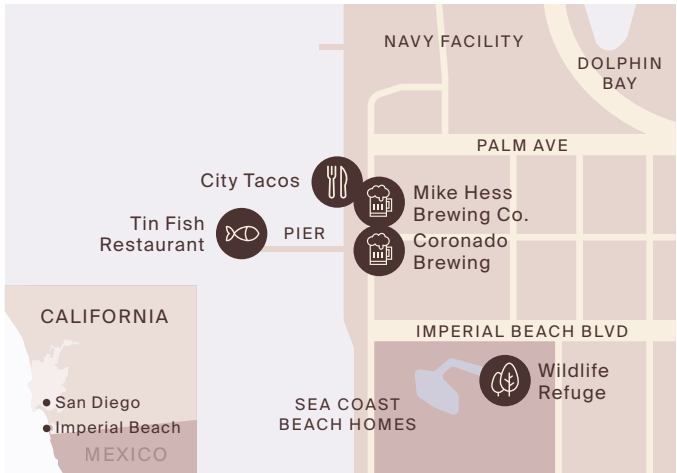 NAVY FACILITY
DOLPHIN
BAY
PALM AVE
City Tacos
Mike Hess
Brewing Co.
Tin Fish
Restaurant
PIER
Coronado
Brewing
CALIFORNIA
IMPERIAL BEACH BLVD
Wildlife
Refuge
SEA COAST
BEACH HOMES
San Diego
Imperial Beach
MEXICO